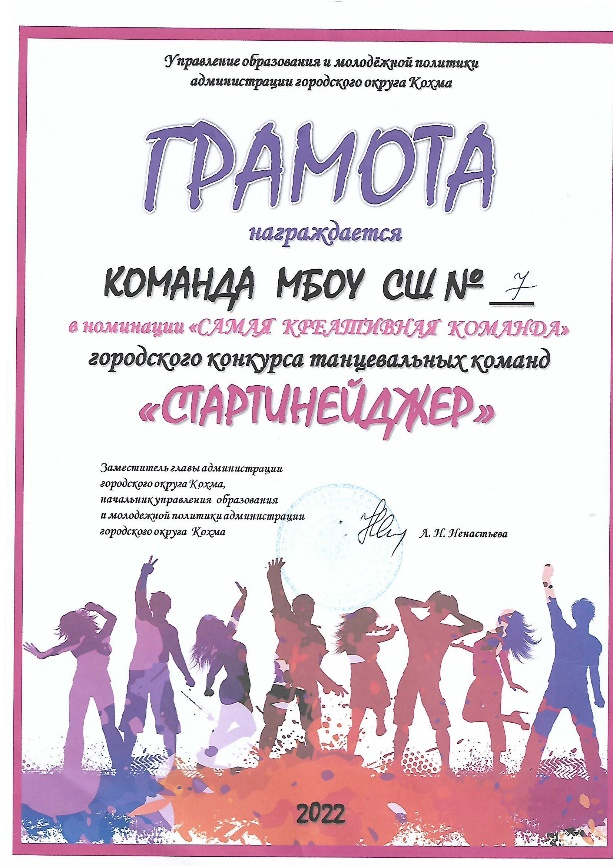 Управление образования и молодёжной политики
администрации городского округа Кохма
ГРАМОТА
награждается
КОМАНДА МБОУ СШ № 7
в номинации «САМАЯ КРЕАТИВНАЯ КОМАНДА»
городского конкурса танцевальных команд
«СТАРТИНЕЙДЖЕР»
Заместитель главы администрации
городского округа Кохма,
начальник управления образования
и молодежной политики администрации
городского округа Кохма
А. Н. Ненастьева
2022